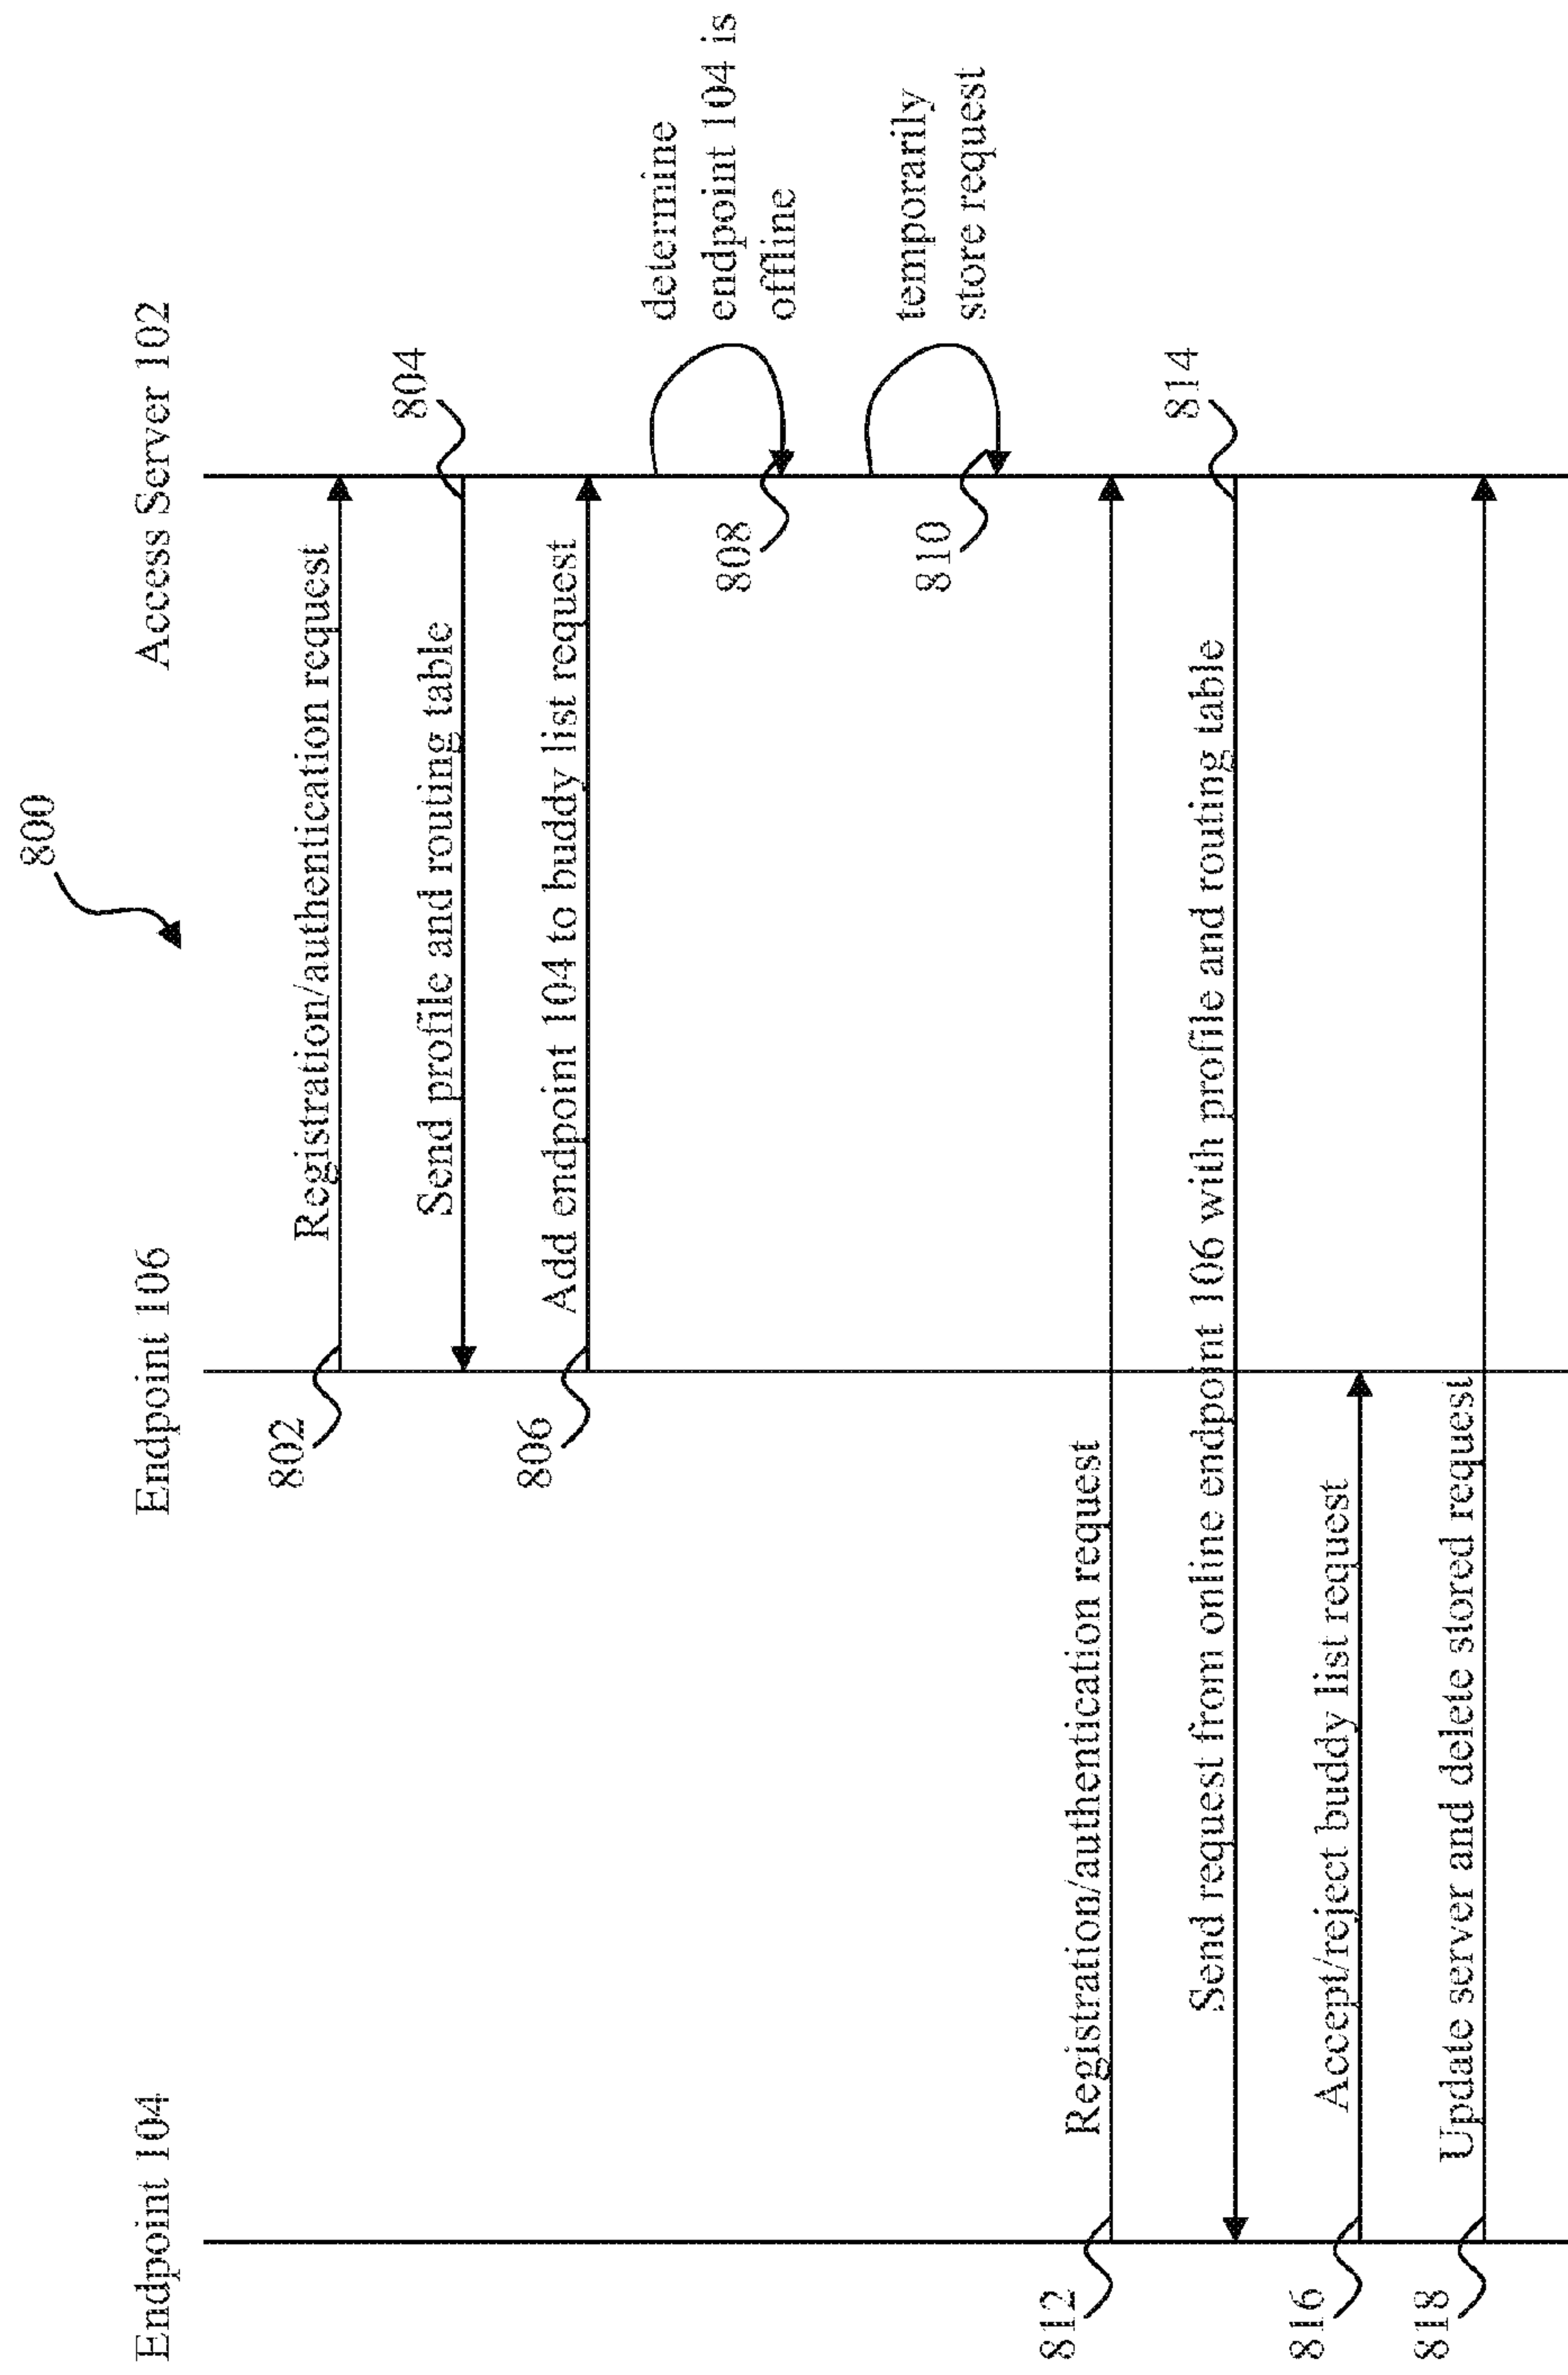 800
Endpoint 104
Endpoint 106
Access Server 102
802
Registration/authentication request
Send profile and routing table
804
806
Add endpoint 104 to buddy list request
determine
endpoint 104 is
offline
808
temporarily
store request
810
812
Registration/authentication request
Send request from online endpoint 106 with profile and routing table
814
816
Accept/reject buddy list request
818
Update server and delete stored request